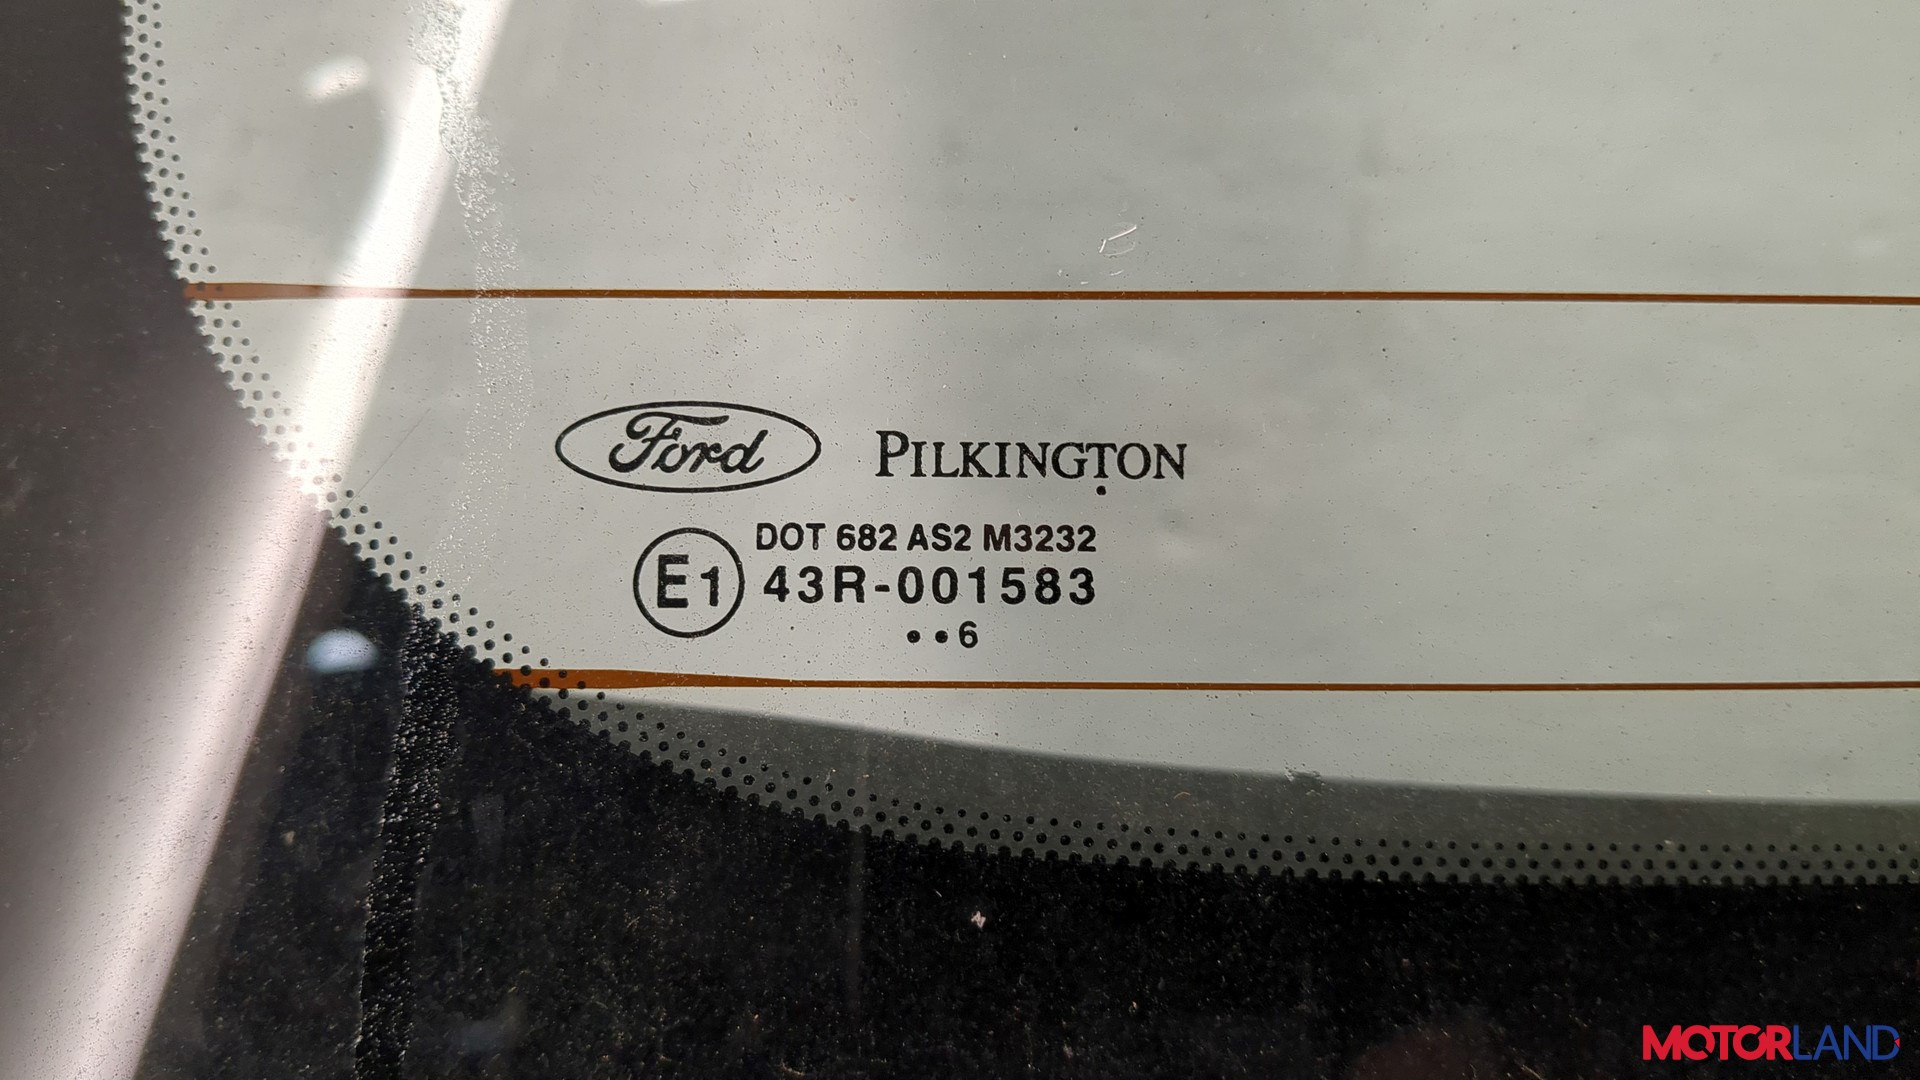 Ford PILKINGTON
DOT 682 AS2 M3232
E1 43R-001583
••6
MOTORLAND